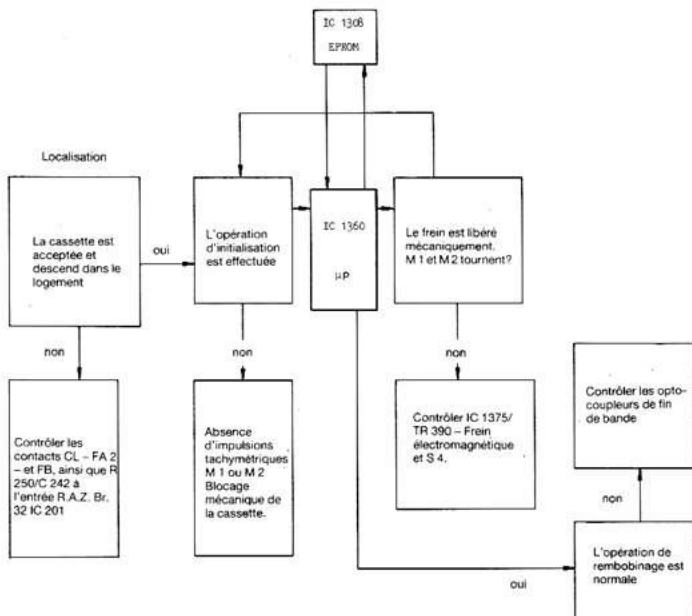 IC 1308
EPROM
Localisation
La cassette est
acceptée et
descend dans le
logement
oui
L'opération
d'initialisation
est effectuée
IC 1360
µP
Le frein est libéré
mécaniquement.
M 1 et M 2 tournent?
non
non
non
Contrôler les
contacts CL – FA 2
– et FB, ainsi que R
250/C 242 à
l'entrée R.A.Z. Br.
32 IC 201
Absence
d'impulsions
tachymétriques
M 1 ou M 2
Blocage
mécanique de
la cassette.
Contrôler IC 1375/
TR 390 – Frein
électromagnétique
et S 4.
Contrôler les opto-
coupleurs de fin
de bande
non
L'opération de
rembobinage est
normale
oui